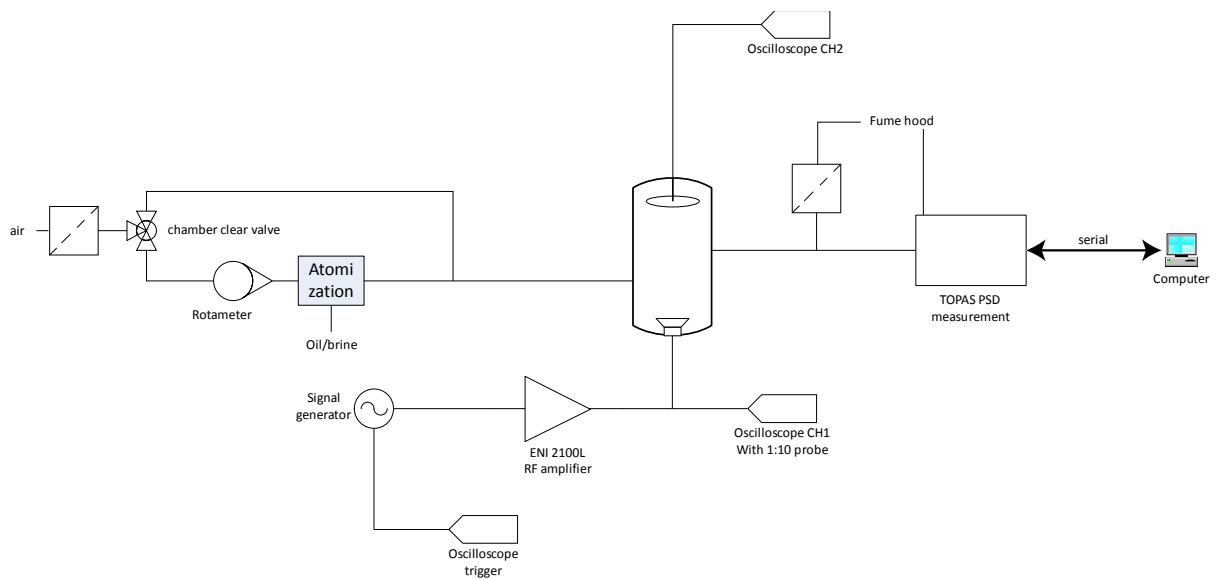 Oscilloscope CH2
Fume hood
air
chamber clear valve
serial
Atomi
zation
Computer
Rotameter
TOPAS PSD
measurement
Oil/brine
Signal
generator
Oscilloscope CH1
With 1:10 probe
ENI 2100L
RF amplifier
Oscilloscope
trigger